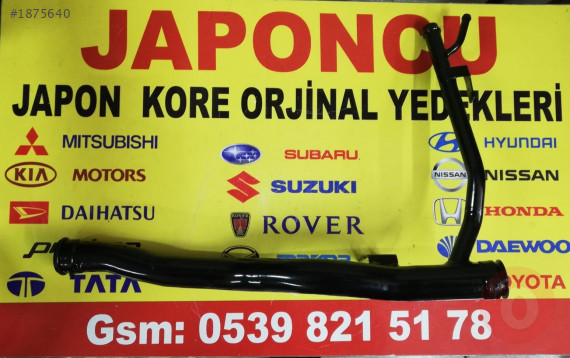 #1875640
JAPONCU
JAPON KORE ORJİNAL YEDEKLERİ
MITSUBISHI
SUBARU
HYUNDAI
KIA
MOTORS
SUZUKI
NISSAN
NISSAN
DAIHATSU
ROVER
HONDA
DAEWOO
TATA
TOYOTA
Gsm: 0539 821 51 78